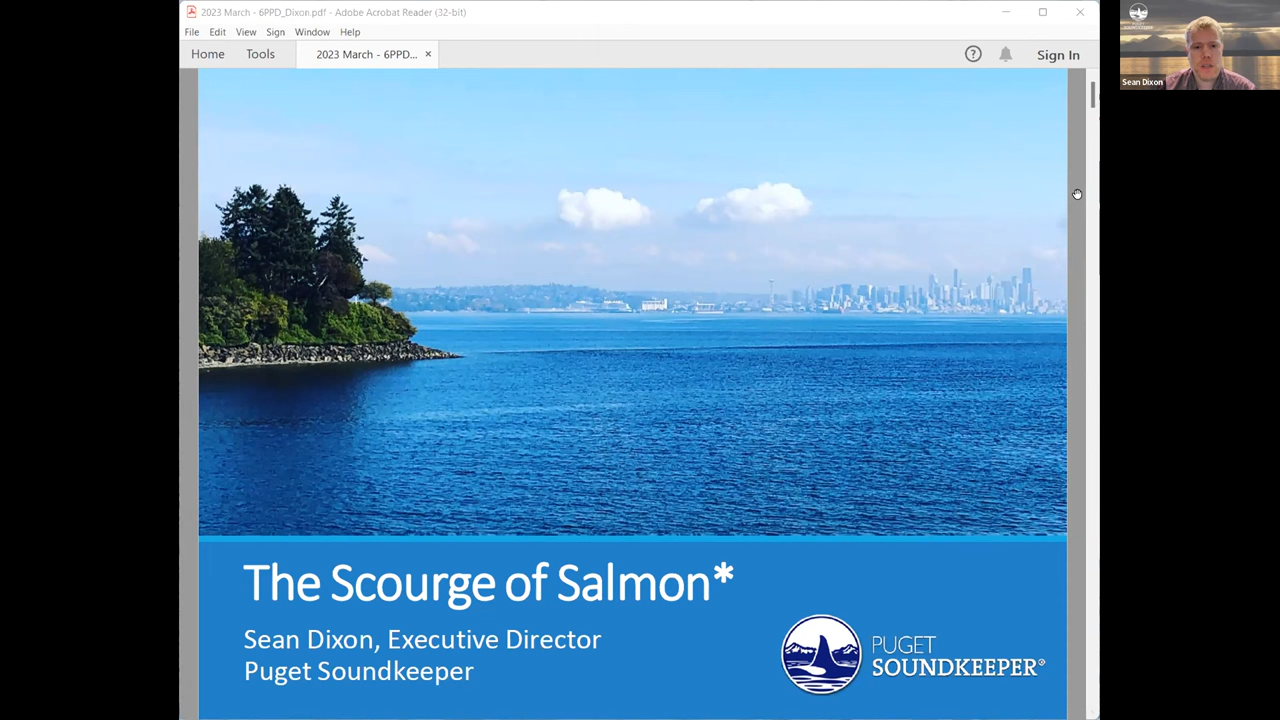 2023 March - 6PPD_Dixon.pdf - Adobe Acrobat Reader (32-bit)
File Edit View Sign Window Help
Home Tools 2023 March - 6PPD... × Sign In
Sean Dixon
The Scourge of Salmon*
Sean Dixon, Executive Director
Puget Soundkeeper
PUGET
SOUNDKEEPER®